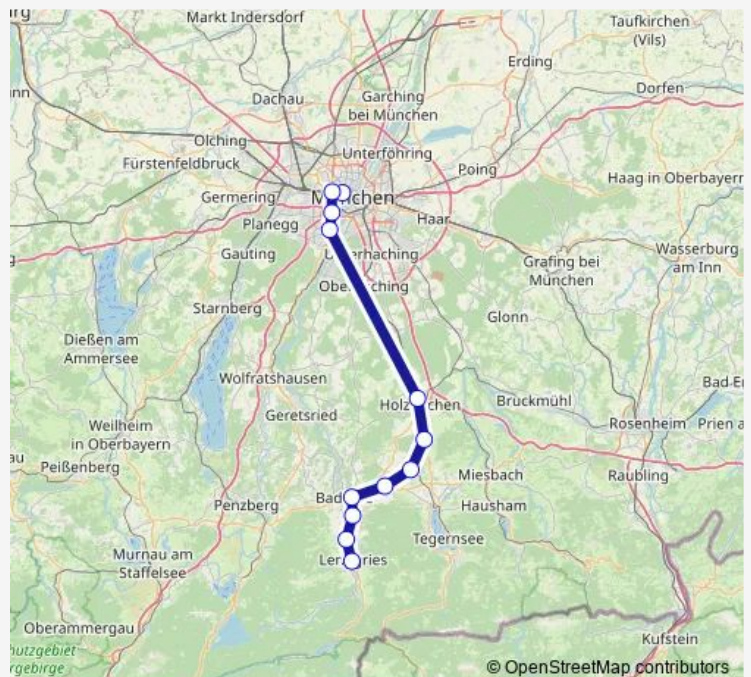 Markt Indersdorf
Taufkirchen
(Vils)
Erding
Dachau
Garching
bei München
Dorfen
Olching
Unterföhring
Fürstenfeldbruck
Poing
Haag in Oberbayern
Germering
Planegg
Haar
Gauting
Wasserburg
am Inn
Grafing bei
München
Starnberg
Glonn
Dießen am
Ammersee
Wolfratshausen
Geretsried
Bruckmühl
Weilheim
in Oberbayern
Rosenheim
Prien a
Peißenberg
Miesbach
Raubling
Penzberg
Hausham
Tegernsee
Murnau am
Staffelsee
Oberammergau
Kufstein
© OpenStreetMap contributors